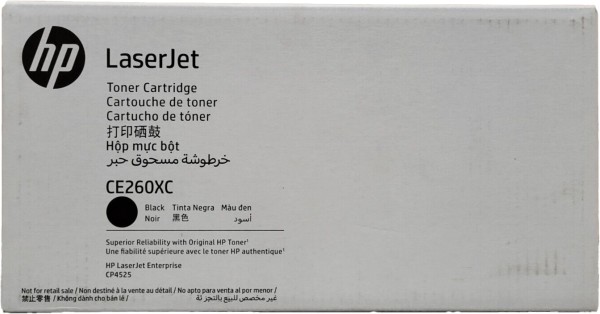 hp
LaserJet
Toner Cartridge
Cartouche de toner
Cartucho de tóner
打印硒鼓
Hộp mực bột
خرطوشة مسحوق حبر
CE260XC
Black Tinta Negra Màu đen
Noir 黑色 أسود
Superior Reliability with Original HP Toner¹
Une fiabilité supérieure avec le toner HP authentique¹
HP LaserJet Enterprise
CP4525
Not for retail sale / Non destiné à la vente au détail / No apto para venta al por menor /
禁止零售 / Không dành cho bán lẻ / غير مخصص للبيع بالتجزئة